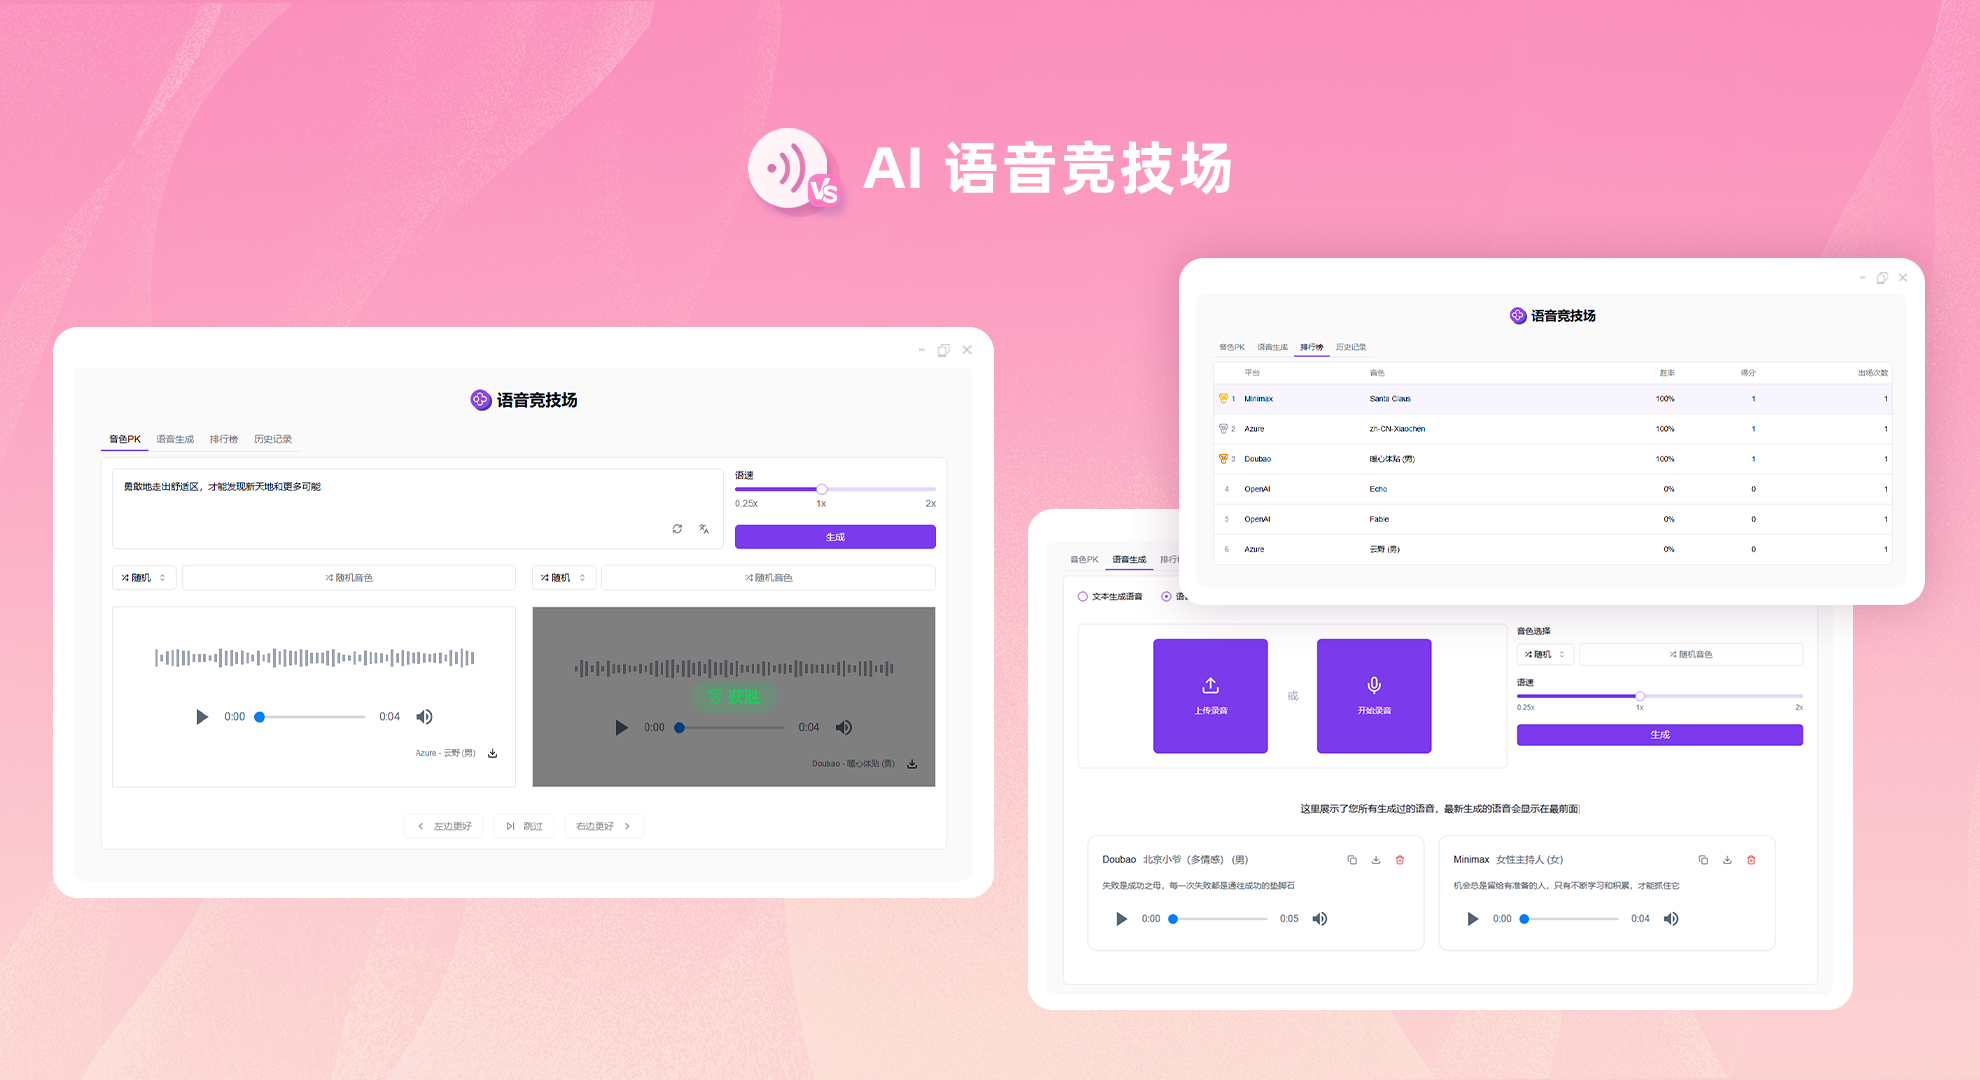 VS
AI 语音竞技场
语音竞技场
音色PK 语音生成 排行榜 历史记录
勇敢地走出舒适区，才能发现新天地和更多可能
语速
0.25x 1x 2x
生成
随机 随机音色
随机 随机音色
0:00 0:04
Azure - 云野 (男)
获胜
0:00 0:04
Doubao - 暖心体贴 (男)
左边更好 跳过 右边更好
语音竞技场
音色PK 语音生成 排行榜 历史记录
平台 音色 胜率 得分 出场次数
1 Minimax Santa Claus 100% 1 1
2 Azure zh-CN-Xiaochen 100% 1 1
3 Doubao 暖心体贴 (男) 100% 1 1
4 OpenAI Echo 0% 0 1
5 OpenAI Fable 0% 0 1
6 Azure 云野 (男) 0% 0 1
音色PK 语音生成 排行
文本生成语音
上传录音
或
开始录音
音色选择
随机 随机音色
语速
0.25x 1x 2x
生成
这里展示了您所有生成过的语音，最新生成的语音会显示在最前面
Doubao 北京小爷（多情感）(男)
失败是成功之母，每一次失败都是通往成功的垫脚石
0:00 0:05
Minimax 女性主持人 (女)
机会总是留给有准备的人，只有不断学习和积累，才能抓住它
0:00 0:04